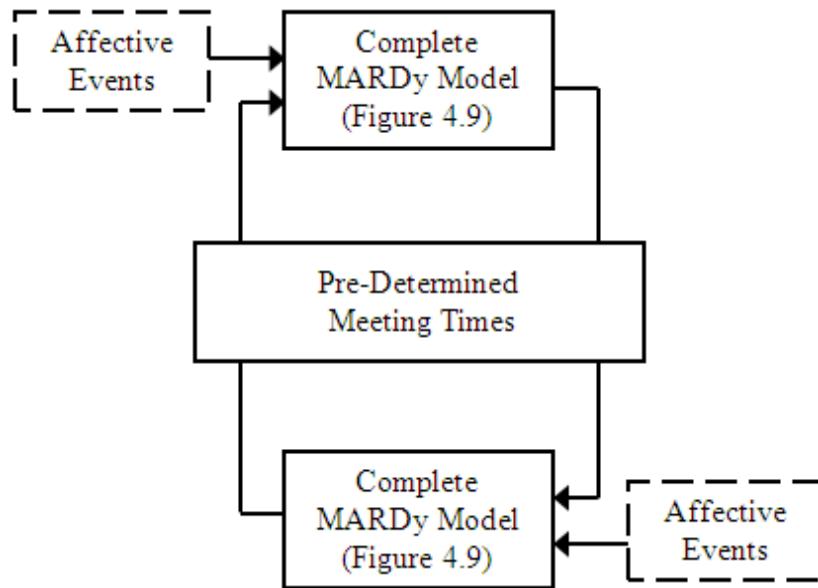 Affective
Events
Complete
MARDy Model
(Figure 4.9)
Pre-Determined
Meeting Times
Complete
MARDy Model
(Figure 4.9)
Affective
Events